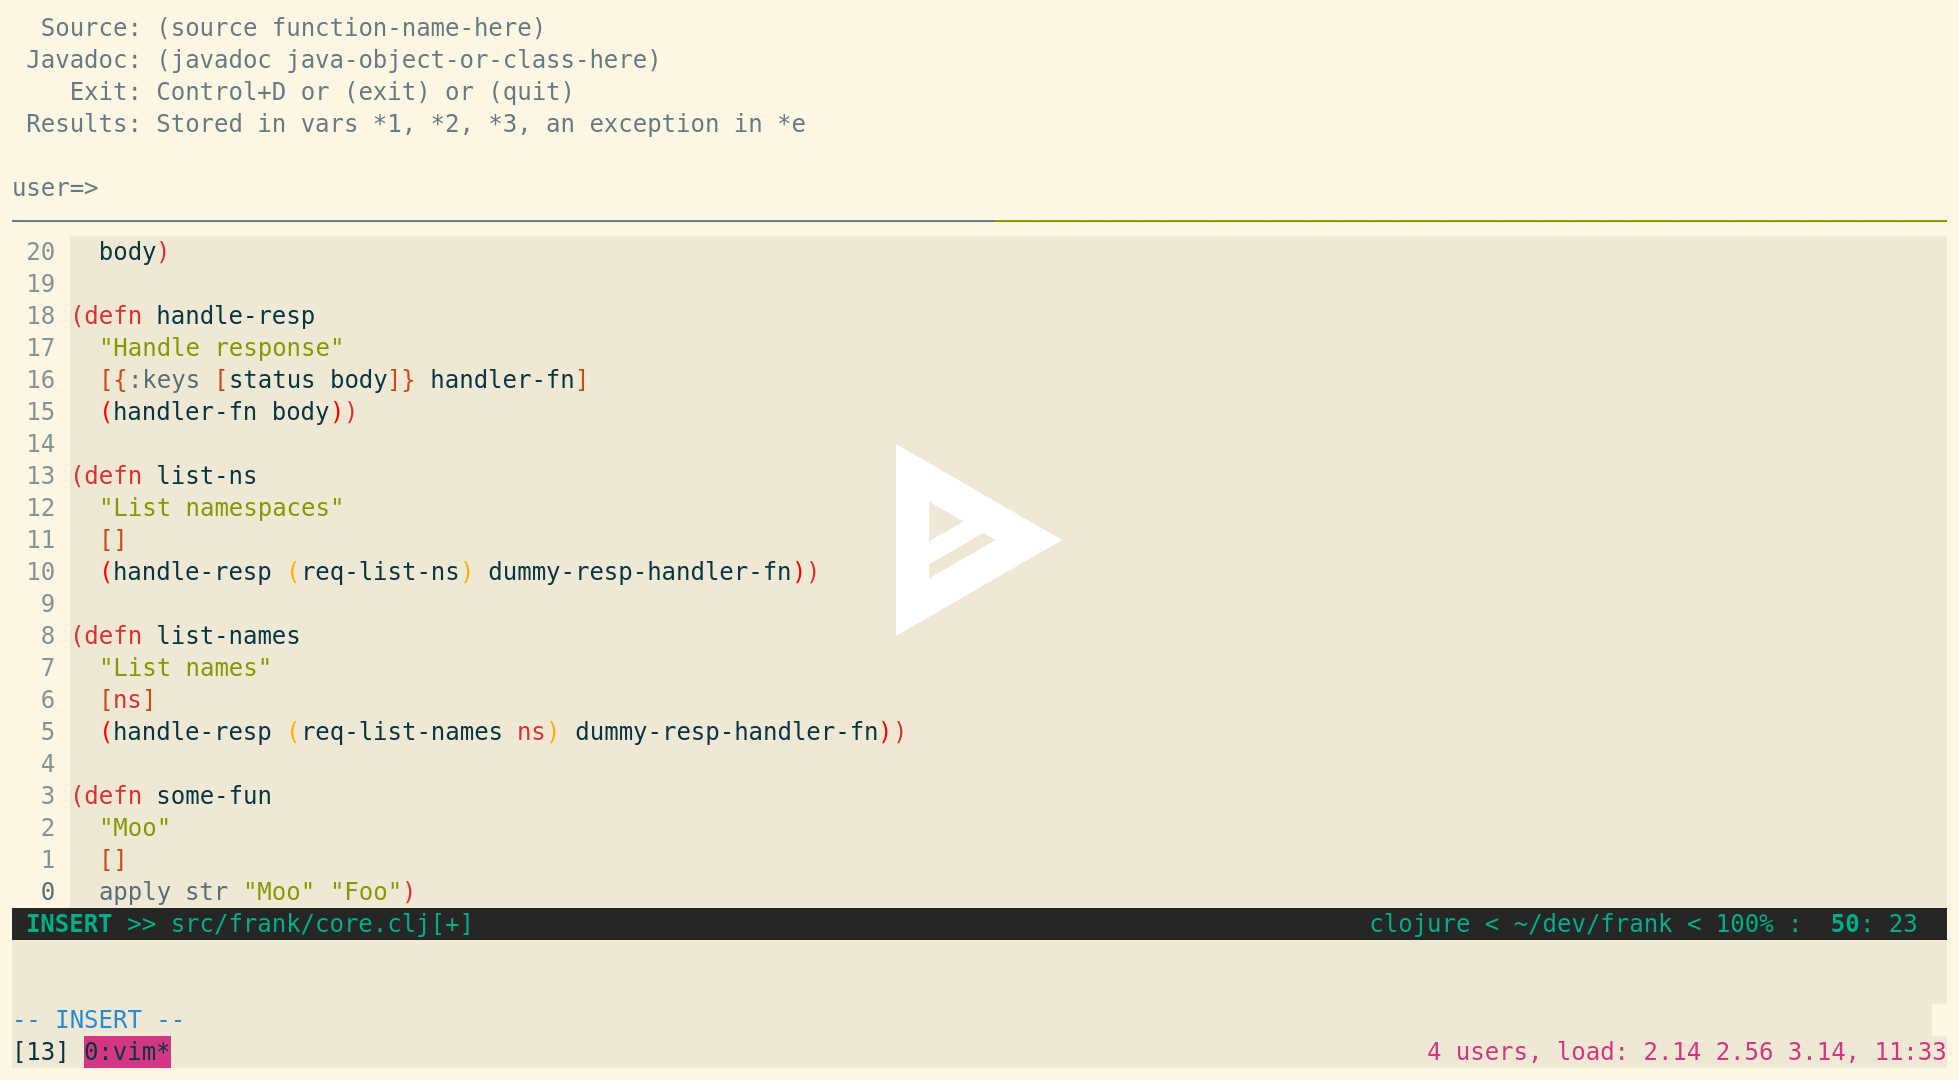 Source: (source function-name-here)
Javadoc: (javadoc java-object-or-class-here)
Exit: Control+D or (exit) or (quit)
Results: Stored in vars *1, *2, *3, an exception in *e
user=>
20 body)
19
18 (defn handle-resp
17 "Handle response"
16 [{:keys [status body]} handler-fn]
15 (handler-fn body))
14
13 (defn list-ns
12 "List namespaces"
11 []
10 (handle-resp (req-list-ns) dummy-resp-handler-fn))
9
8 (defn list-names
7 "List names"
6 [ns]
5 (handle-resp (req-list-names ns) dummy-resp-handler-fn))
4
3 (defn some-fun
2 "Moo"
1 []
0 apply str "Moo" "Foo")
INSERT >> src/frank/core.clj[+] clojure < ~/dev/frank < 100% : 50: 23
-- INSERT --
[13] 0:vim* 4 users, load: 2.14 2.56 3.14, 11:33